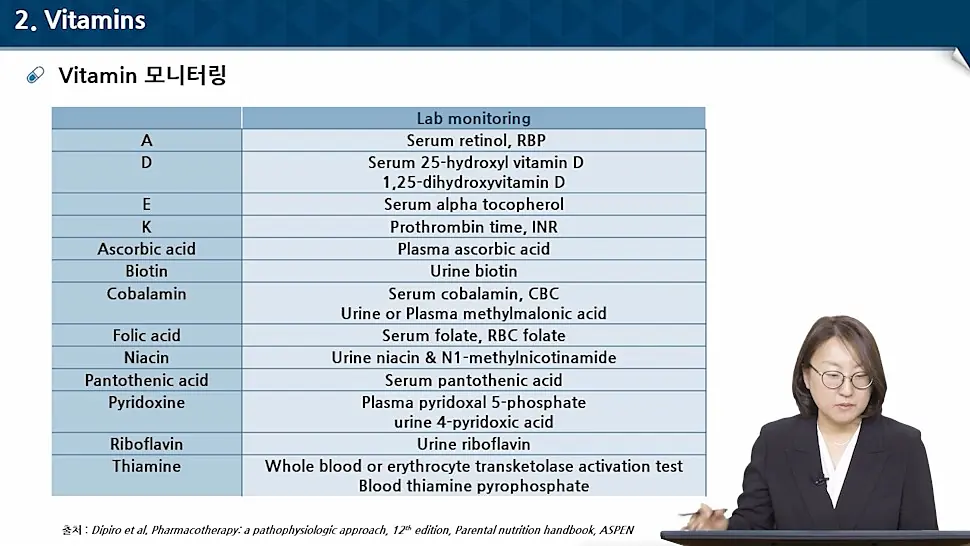 2. Vitamins
Vitamin 모니터링
Lab monitoring
A Serum retinol, RBP
D Serum 25-hydroxyl vitamin D
1,25-dihydroxyvitamin D
E Serum alpha tocopherol
K Prothrombin time, INR
Ascorbic acid Plasma ascorbic acid
Biotin Urine biotin
Cobalamin Serum cobalamin, CBC
Urine or Plasma methylmalonic acid
Folic acid Serum folate, RBC folate
Niacin Urine niacin & N1-methylnicotinamide
Pantothenic acid Serum pantothenic acid
Pyridoxine Plasma pyridoxal 5-phosphate
urine 4-pyridoxic acid
Riboflavin Urine riboflavin
Thiamine Whole blood or erythrocyte transketolase activation test
Blood thiamine pyrophosphate
출처 : Dipiro et al, Pharmacotherapy: a pathophysiologic approach, 12th edition, Parental nutrition handbook, ASPEN